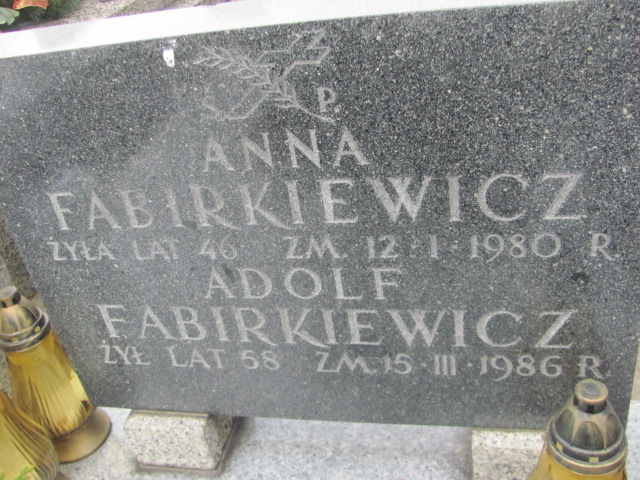 Ś P.
ANNA
FABIRKIEWICZ
ŻYŁA LAT 46 ZM. 12·I·1980 R.
ADOLF
FABIRKIEWICZ
ŻYŁ LAT 58 ZM. 15·III·1986 R.